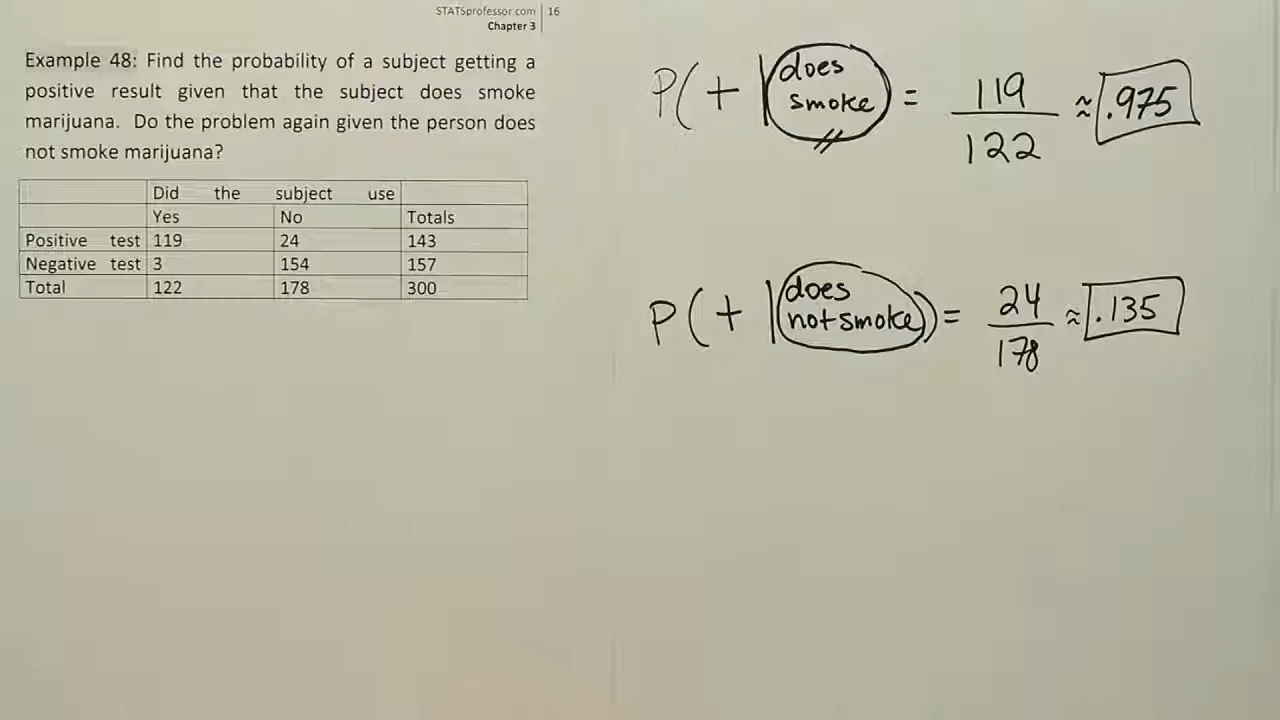 STATSprofessor.com 16
Chapter 3
Example 48: Find the probability of a subject getting a
positive result given that the subject does smoke
marijuana. Do the problem again given the person does
not smoke marijuana?
Did the subject use
Yes No Totals
Positive test 119 24 143
Negative test 3 154 157
Total 122 178 300
P(+ | does smoke) = 119/122 ≈ .975
P(+ | does not smoke) = 24/178 ≈ .135